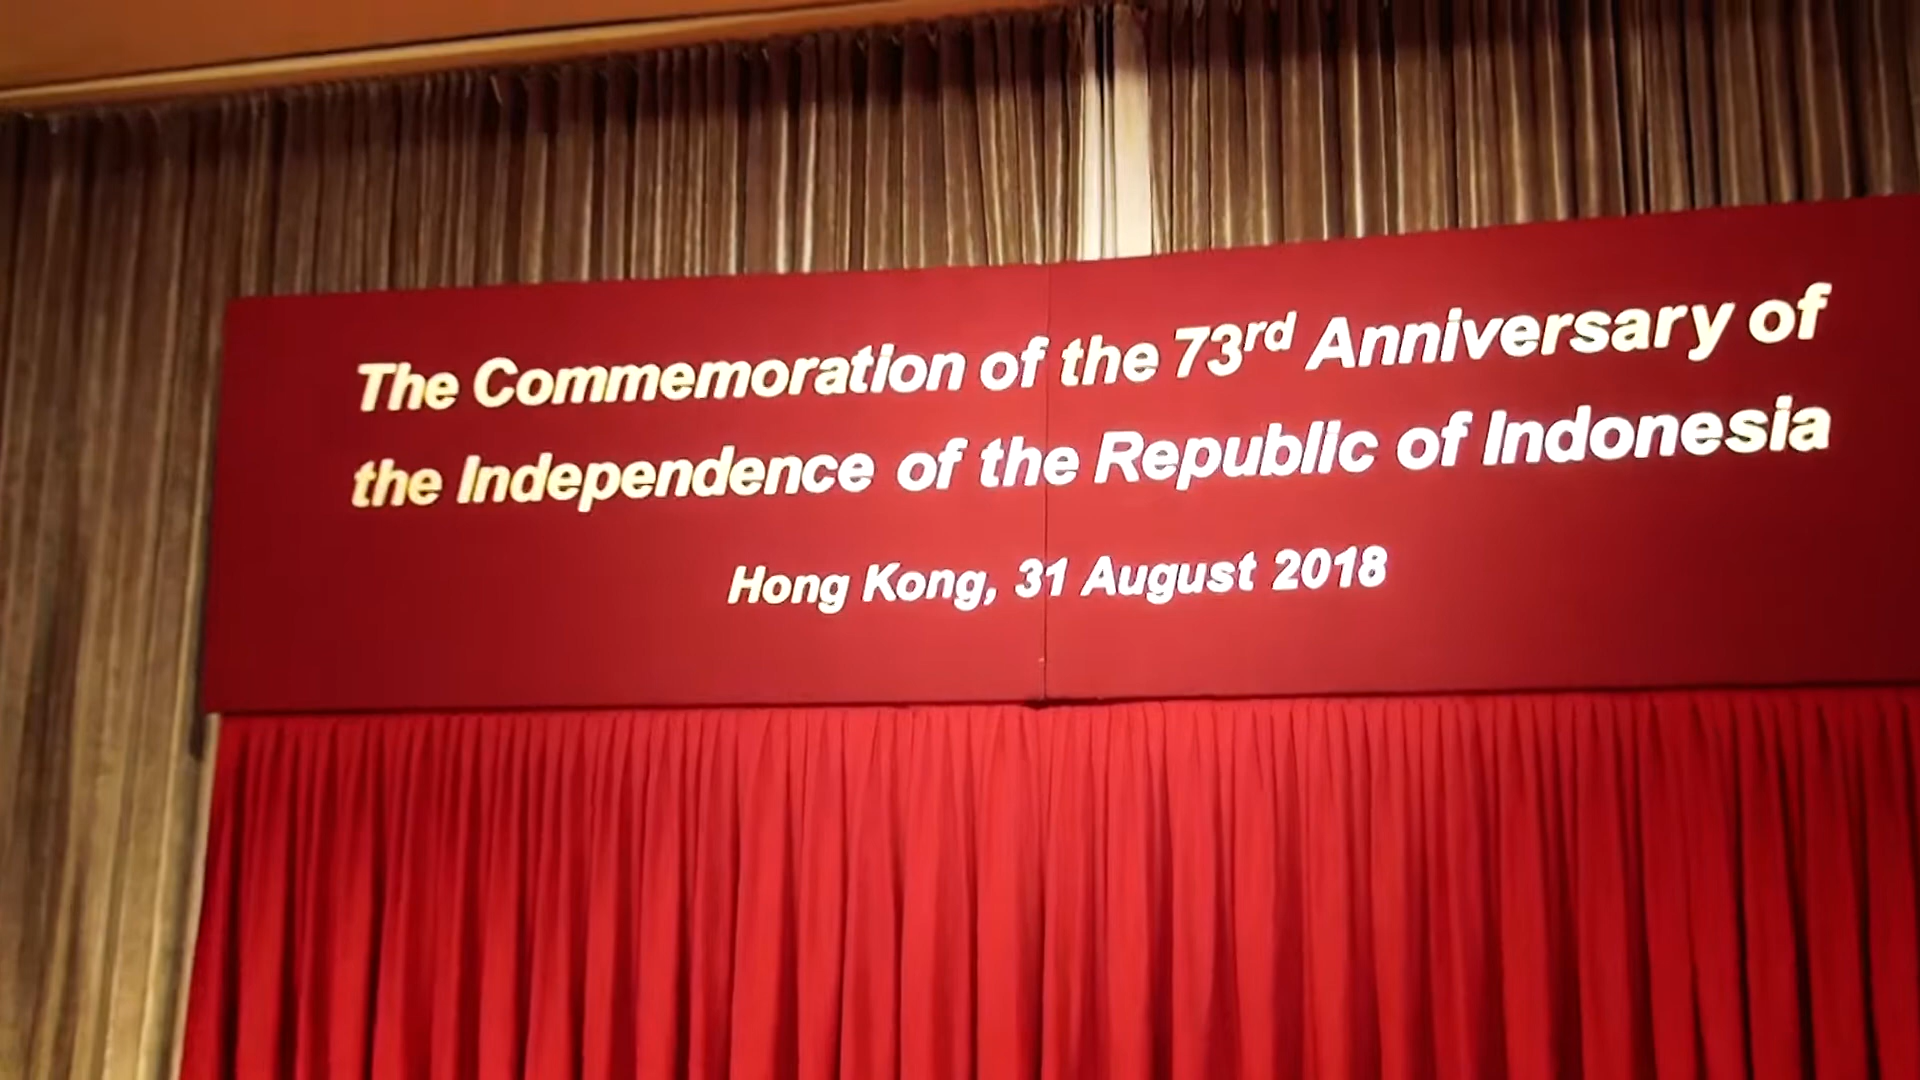 The Commemoration of the 73rd Anniversary of
the Independence of the Republic of Indonesia
Hong Kong, 31 August 2018